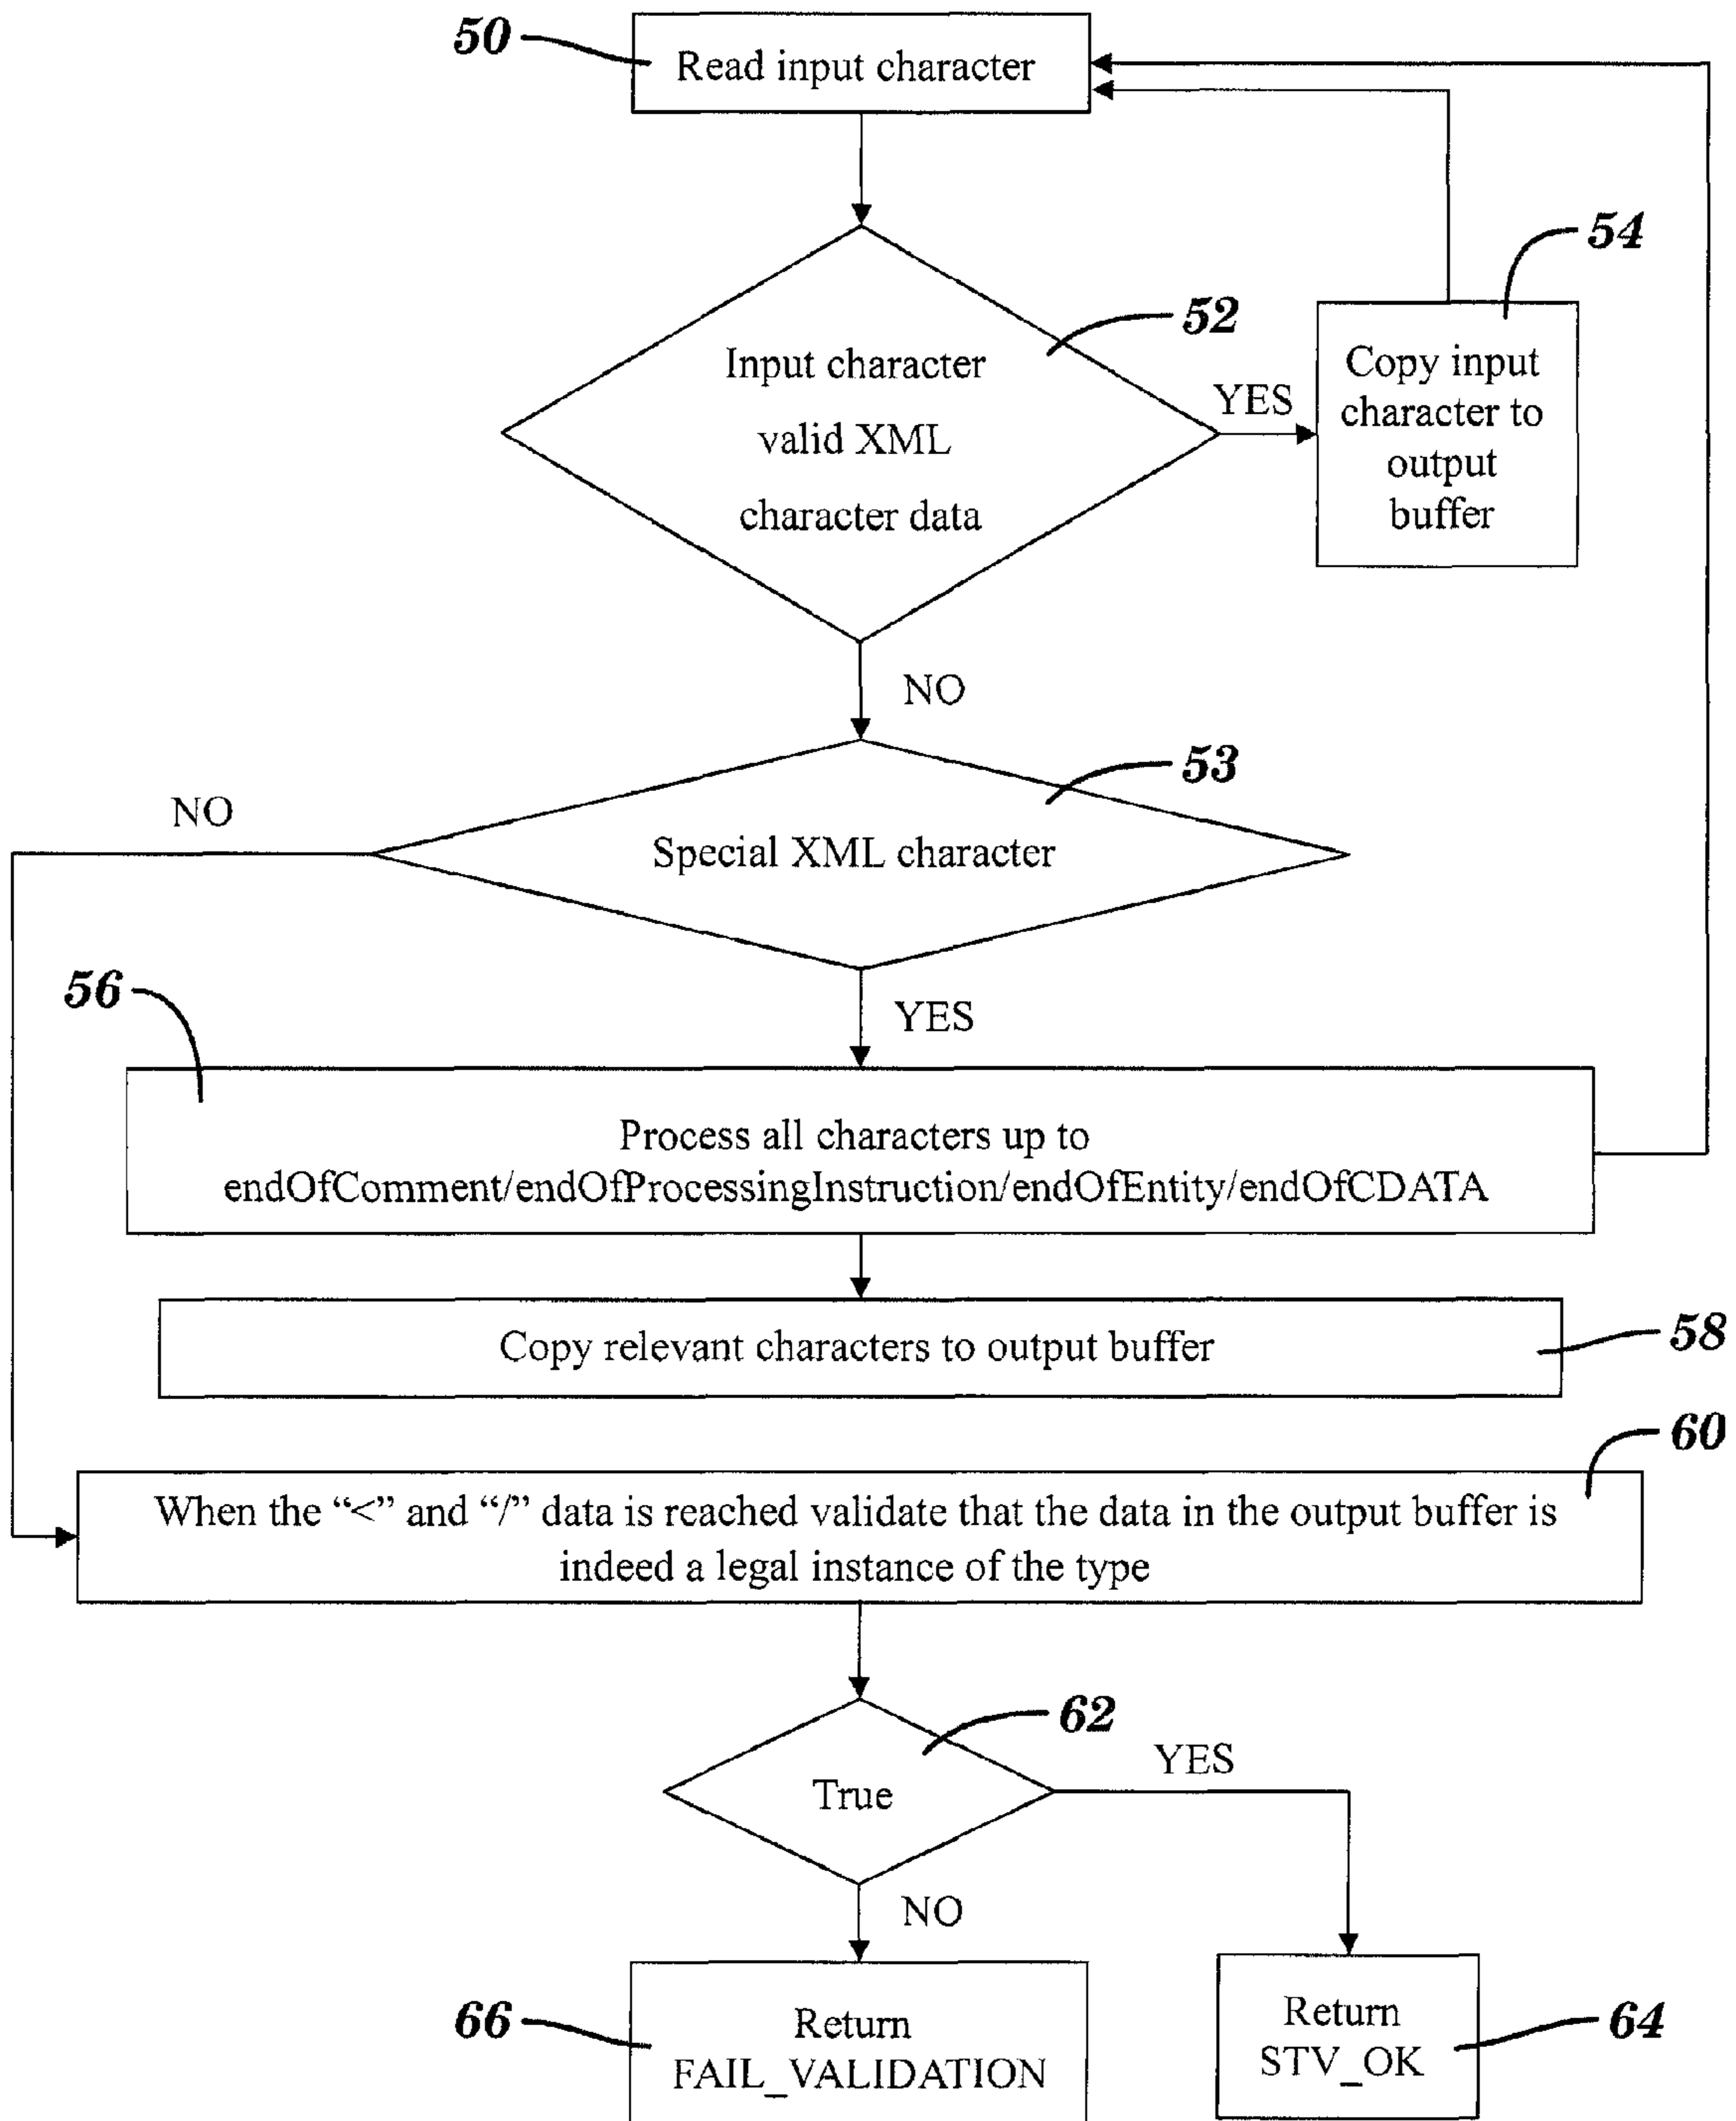 50
Read input character
54
52
Input character
valid XML
character data
YES
Copy input
character to
output
buffer
NO
53
NO
Special XML character
56
YES
Process all characters up to
endOfComment/endOfProcessingInstruction/endOfEntity/endOfCDATA
Copy relevant characters to output buffer
58
60
When the “<” and “/” data is reached validate that the data in the output buffer is
indeed a legal instance of the type
62
YES
True
NO
66
Return
FAIL_VALIDATION
Return
STV_OK
64